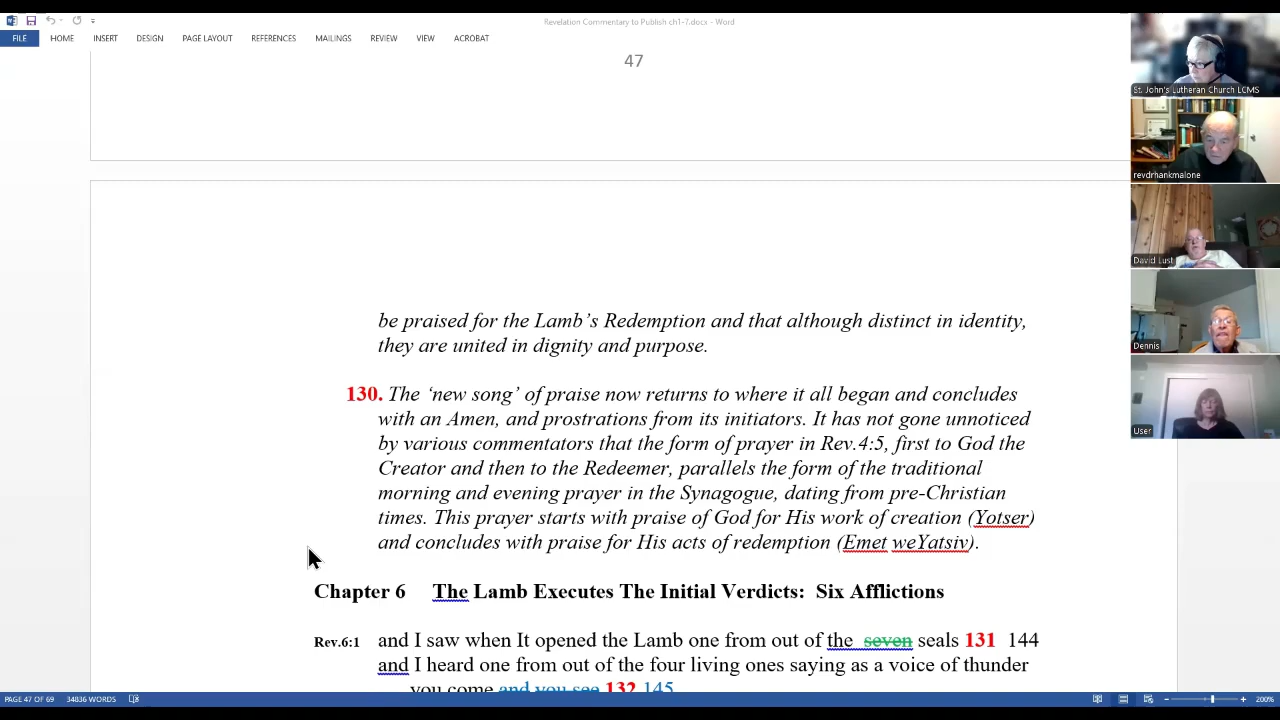 Revelation Commentary to Publish ch1-7.docx - Word
FILE HOME INSERT DESIGN PAGE LAYOUT REFERENCES MAILINGS REVIEW VIEW ACROBAT
47
St. John's Lutheran Church LCMS
revdrhankmalone
David Lust
Dennis
User
be praised for the Lamb's Redemption and that although distinct in identity,
they are united in dignity and purpose.
130. The 'new song' of praise now returns to where it all began and concludes
with an Amen, and prostrations from its initiators. It has not gone unnoticed
by various commentators that the form of prayer in Rev.4:5, first to God the
Creator and then to the Redeemer, parallels the form of the traditional
morning and evening prayer in the Synagogue, dating from pre-Christian
times. This prayer starts with praise of God for His work of creation (Yotser)
and concludes with praise for His acts of redemption (Emet weYatsiv).
Chapter 6 The Lamb Executes The Initial Verdicts: Six Afflictions
Rev.6:1 and I saw when It opened the Lamb one from out of the seven seals 131 144
and I heard one from out of the four living ones saying as a voice of thunder
you come and you see 132 145
PAGE 47 OF 69 34836 WORDS 200%